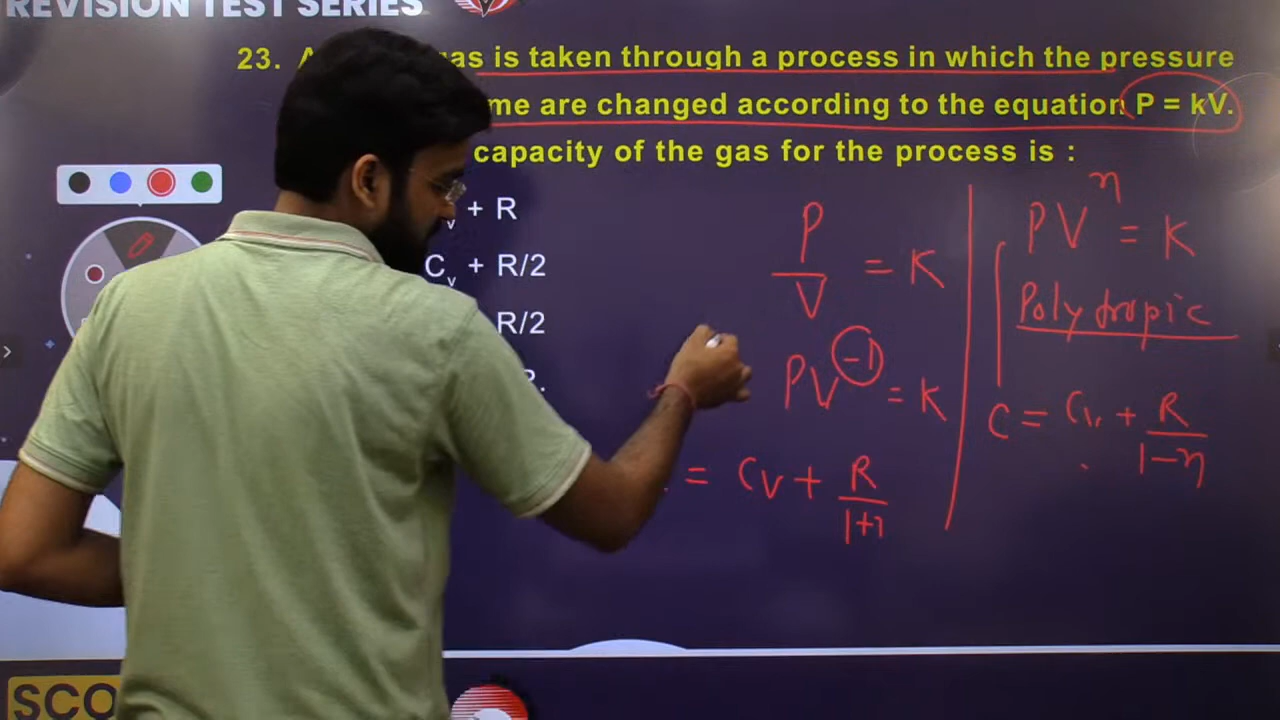 REVISION TEST SERIES
23. A gas is taken through a process in which the pressure
me are changed according to the equation P = kV.
capacity of the gas for the process is :
v + R
Cv + R/2
R/2
P/V = K
PV^-1 = K
= Cv + R/1+1
PV^n = K
Polytropic
C = Cv + R/1-n
SCO